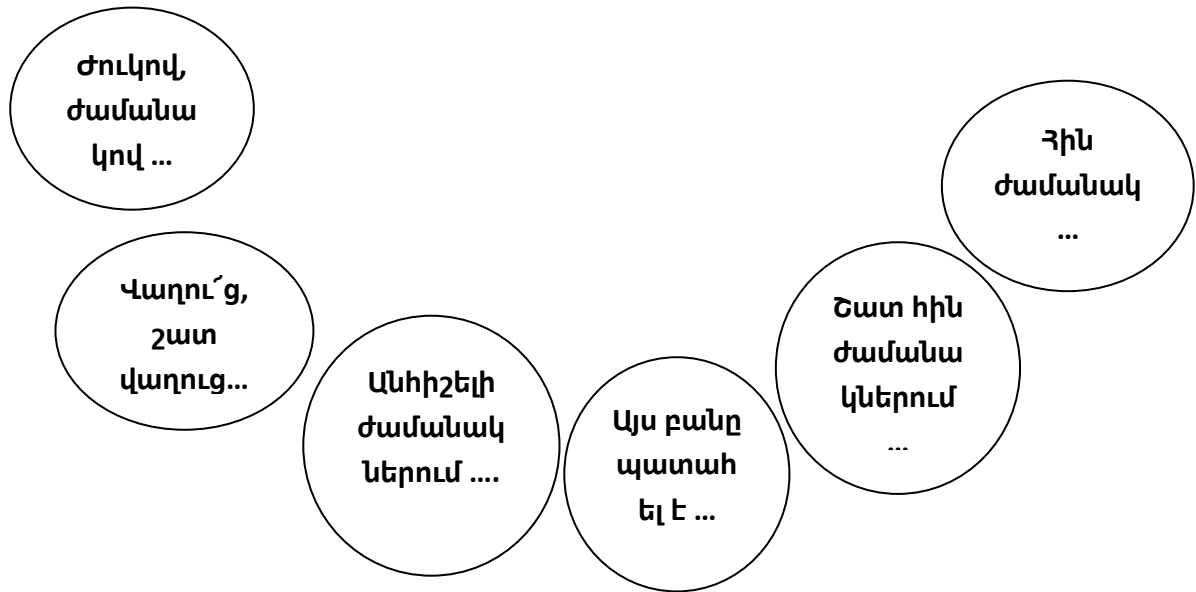 Ժուկով,
ժամանա
կով ...
Վաղու՜ց,
շատ
վաղուց...
Անհիշելի
ժամանակ
ներում ....
Այս բանը
պատահ
ել է ...
Շատ հին
ժամանա
կներում
...
Հին
ժամանակ
...